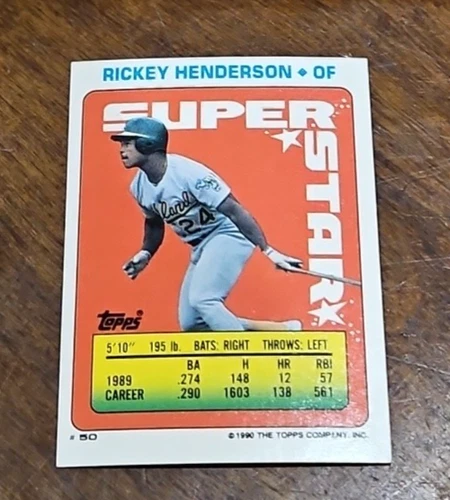 RICKEY HENDERSON ◆ OF
SUPER
STAR
Oakland
24
Topps®
5'10" 195 lb. BATS: RIGHT THROWS: LEFT
BA H HR RBI
1989 .274 148 12 57
CAREER .290 1603 138 561
# 50
© 1990 THE TOPPS COMPANY, INC.